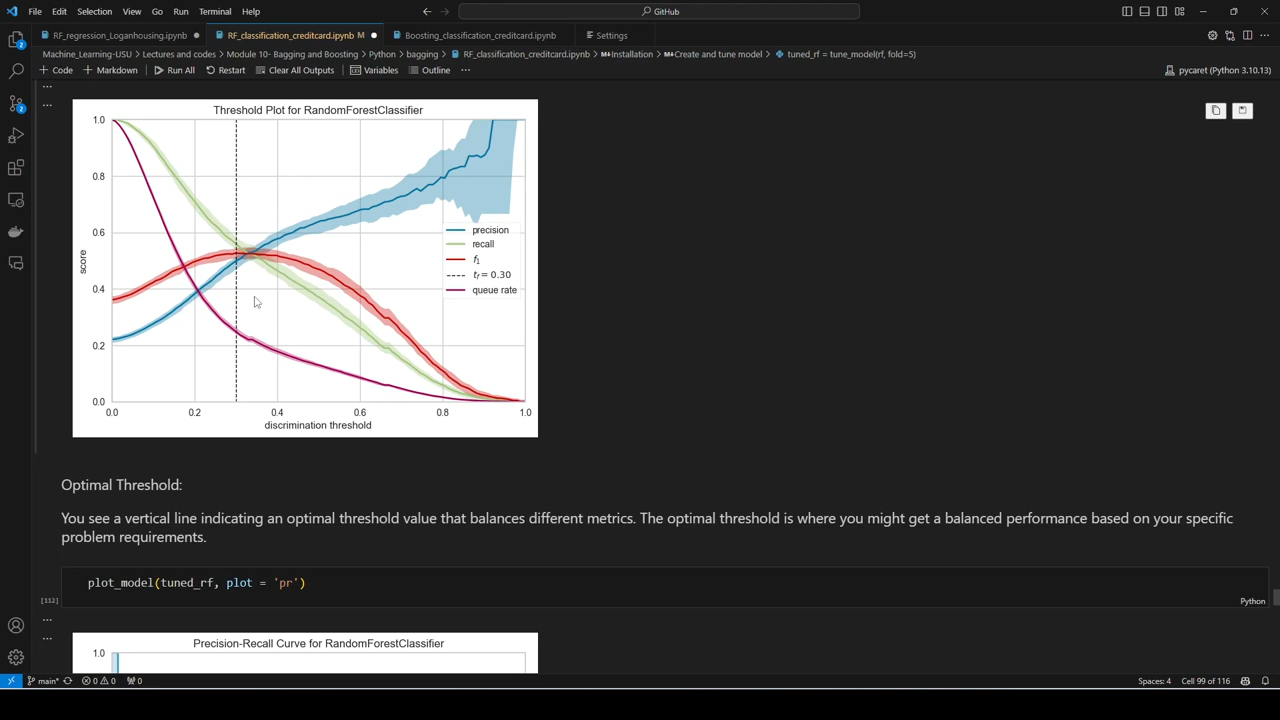 File Edit Selection View Go Run Terminal Help
GitHub
RF_regression_Loganhousing.ipynb
RF_classification_creditcard.ipynb M
Boosting_classification_creditcard.ipynb
Settings
Machine_Learning-USU > Lectures and codes > Module 10- Bagging and Boosting > Python > bagging > RF_classification_creditcard.ipynb > M↓Installation > M↓Create and tune model > tuned_rf = tune_model(rf, fold=5)
+ Code + Markdown Run All Restart Clear All Outputs Variables Outline ...
pycaret (Python 3.10.13)
2
2
...
...
Threshold Plot for RandomForestClassifier
1.0
0.8
0.6
0.4
0.2
0.0
score
precision
recall
f1
tf = 0.30
queue rate
0.0 0.2 0.4 0.6 0.8 1.0
discrimination threshold
Optimal Threshold:
You see a vertical line indicating an optimal threshold value that balances different metrics. The optimal threshold is where you might get a balanced performance based on your specific
problem requirements.
plot_model(tuned_rf, plot = 'pr')
[112]
Python
...
...
Precision-Recall Curve for RandomForestClassifier
1.0
main* 0 0 0
Spaces: 4 Cell 99 of 116